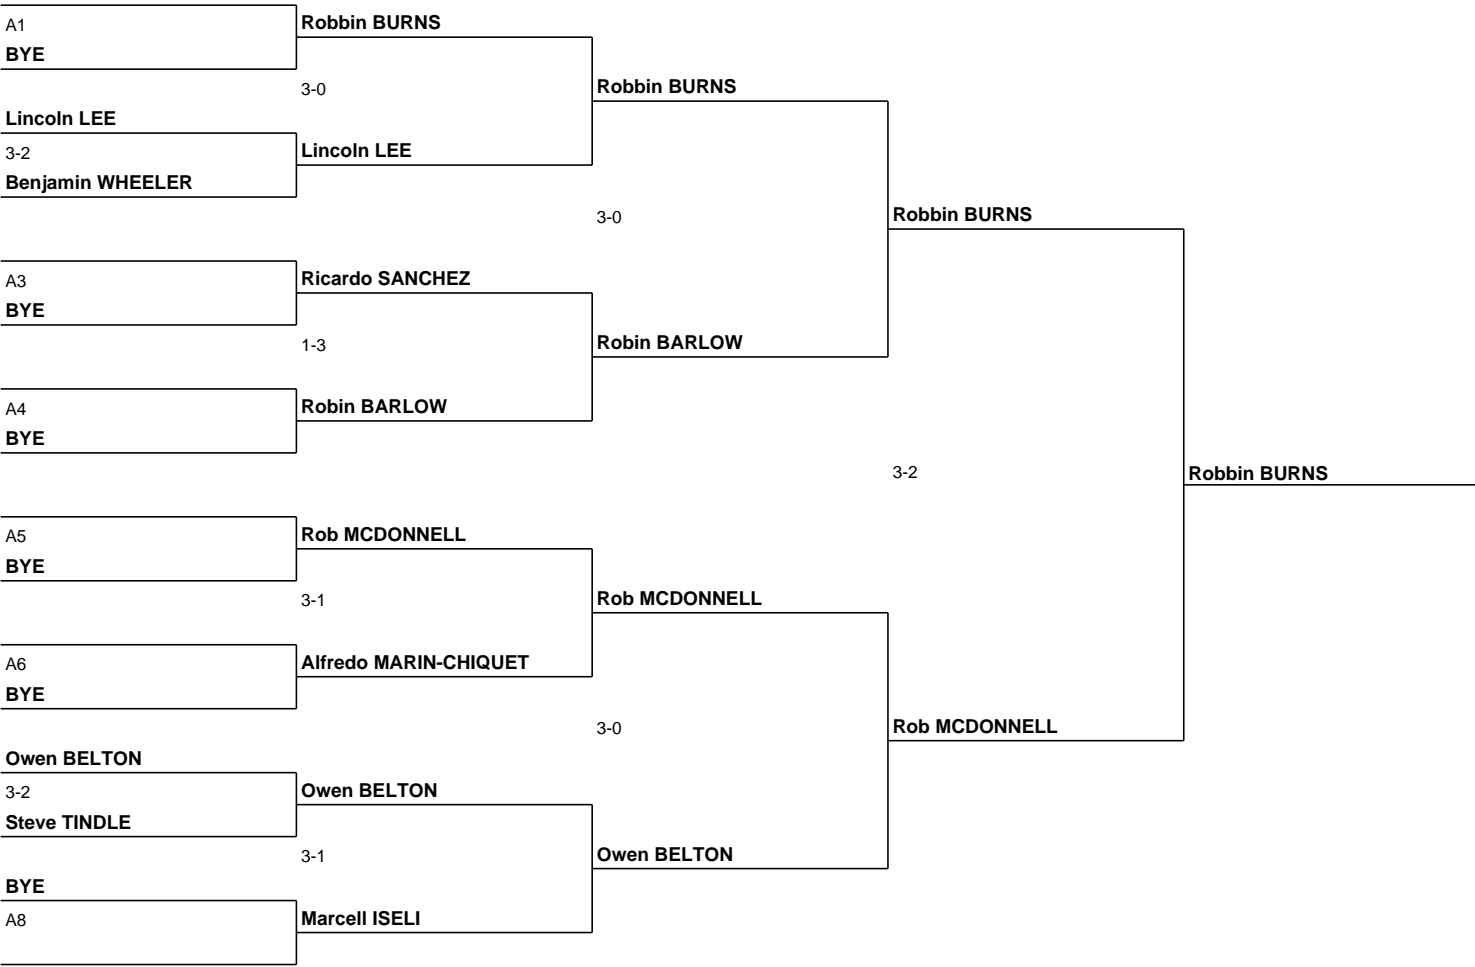 A1
BYE
Robbin BURNS
3-0
Lincoln LEE
3-2
Benjamin WHEELER
Lincoln LEE
Robbin BURNS
3-0
A3
BYE
Ricardo SANCHEZ
1-3
A4
BYE
Robin BARLOW
Robin BARLOW
Robbin BURNS
3-2
Robbin BURNS
A5
BYE
Rob MCDONNELL
3-1
A6
BYE
Alfredo MARIN-CHIQUET
Rob MCDONNELL
3-0
Owen BELTON
3-2
Steve TINDLE
Owen BELTON
3-1
BYE
A8
Marcell ISELI
Owen BELTON
Rob MCDONNELL